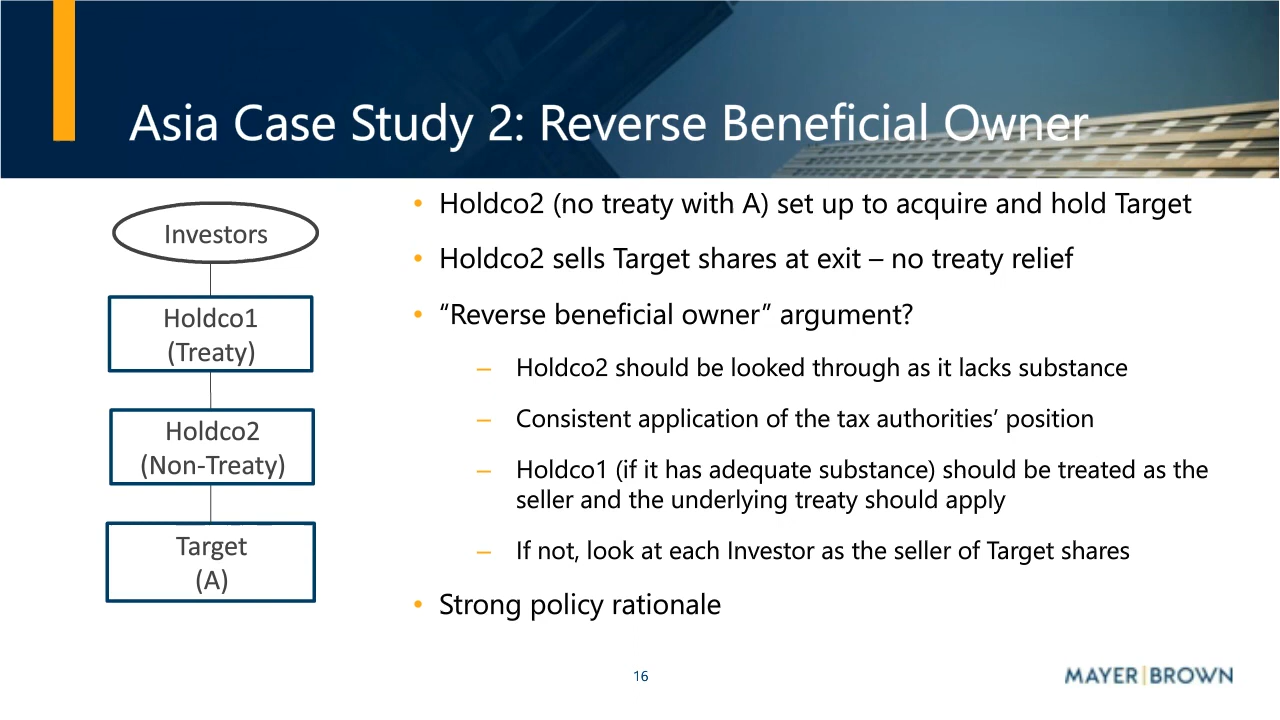 Asia Case Study 2: Reverse Beneficial Owner
Investors
Holdco1
(Treaty)
Holdco2
(Non-Treaty)
Target
(A)
• Holdco2 (no treaty with A) set up to acquire and hold Target
• Holdco2 sells Target shares at exit – no treaty relief
• “Reverse beneficial owner” argument?
– Holdco2 should be looked through as it lacks substance
– Consistent application of the tax authorities’ position
– Holdco1 (if it has adequate substance) should be treated as the
seller and the underlying treaty should apply
– If not, look at each Investor as the seller of Target shares
• Strong policy rationale
16
MAYER|BROWN